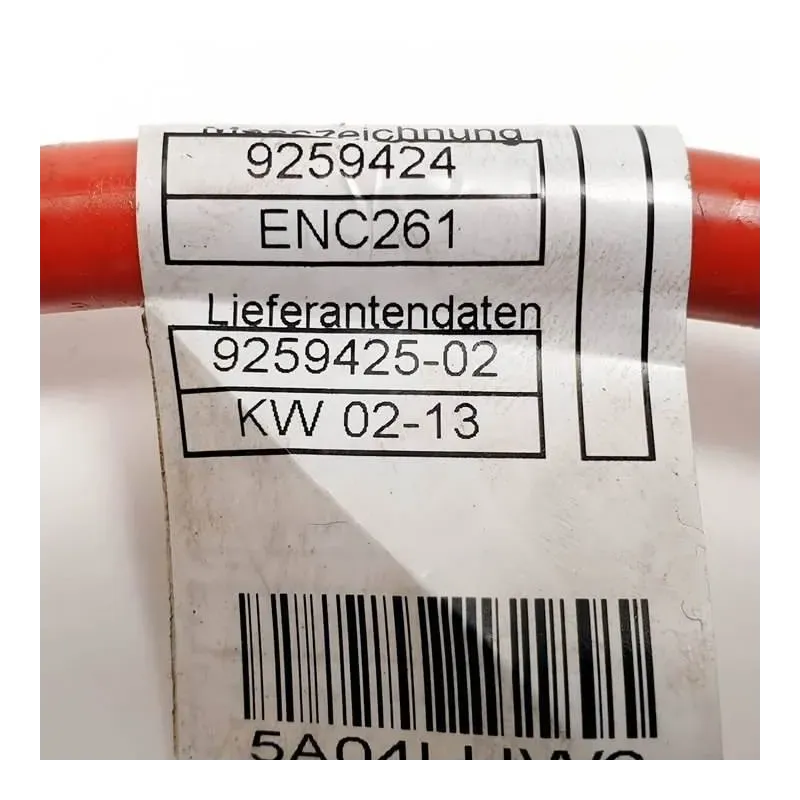 9259424
ENC261
Lieferantendaten
9259425-02
KW 02-13